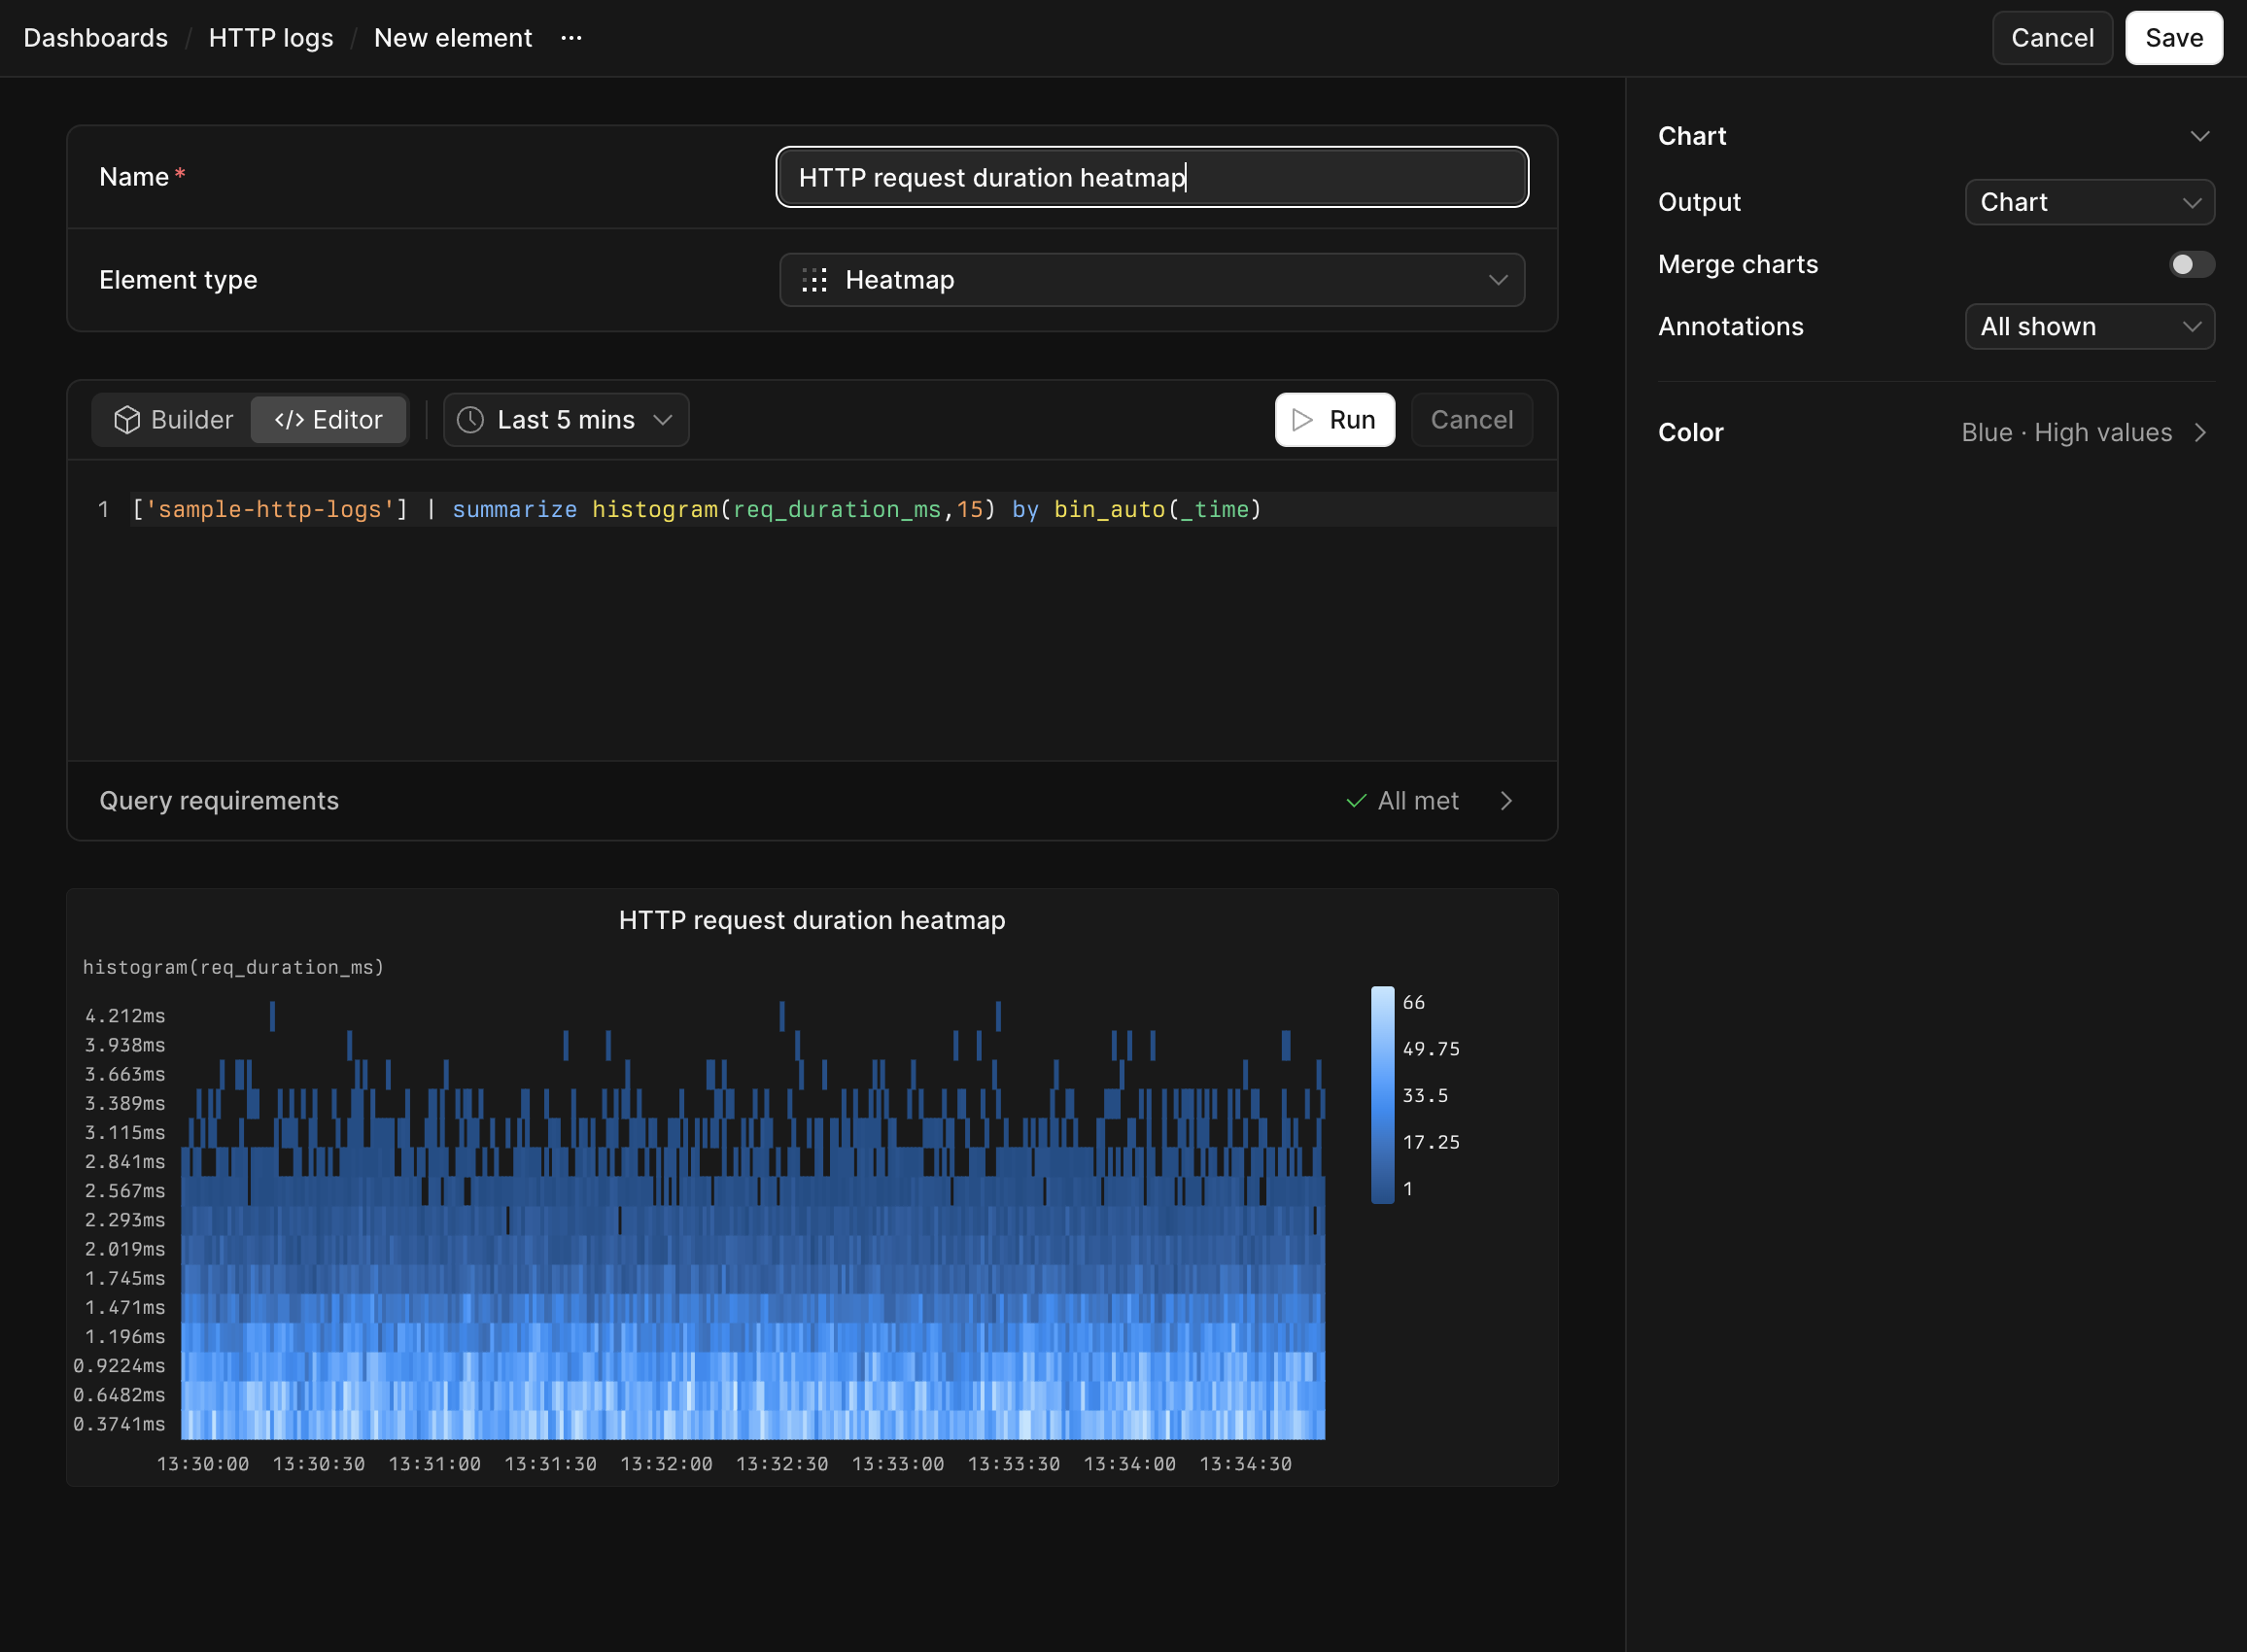 Dashboards / HTTP logs / New element ...
Cancel
Save
Name*
HTTP request duration heatmap
Element type
Heatmap
Builder
</> Editor
Last 5 mins
Run
Cancel
1 ['sample-http-logs'] | summarize histogram(req_duration_ms,15) by bin_auto(_time)
Query requirements
All met
HTTP request duration heatmap
histogram(req_duration_ms)
4.212ms
3.938ms
3.663ms
3.389ms
3.115ms
2.841ms
2.567ms
2.293ms
2.019ms
1.745ms
1.471ms
1.196ms
0.9224ms
0.6482ms
0.3741ms
13:30:00 13:30:30 13:31:00 13:31:30 13:32:00 13:32:30 13:33:00 13:33:30 13:34:00 13:34:30
66
49.75
33.5
17.25
1
Chart
Output
Chart
Merge charts
Annotations
All shown
Color
Blue · High values